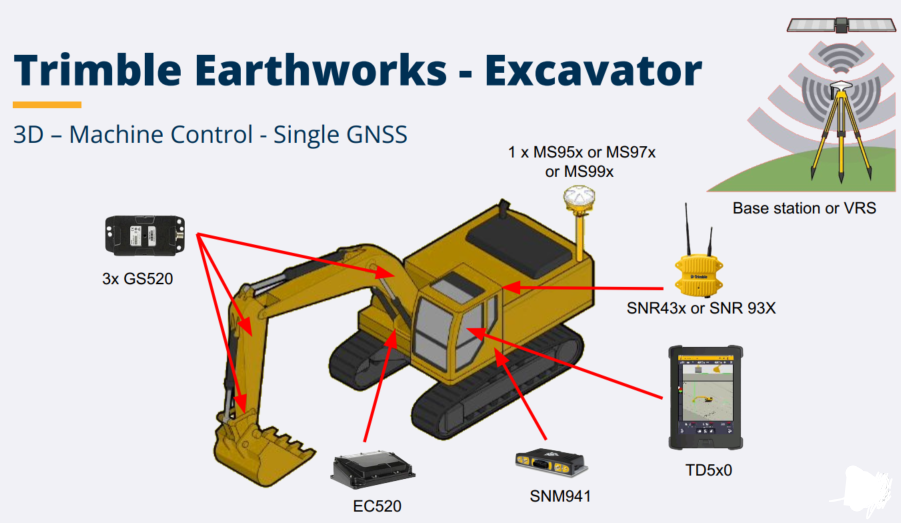 Trimble Earthworks - Excavator
3D – Machine Control - Single GNSS
1 x MS95x or MS97x
or MS99x
Base station or VRS
3x GS520
SNR43x or SNR 93X
TD5x0
SNM941
EC520